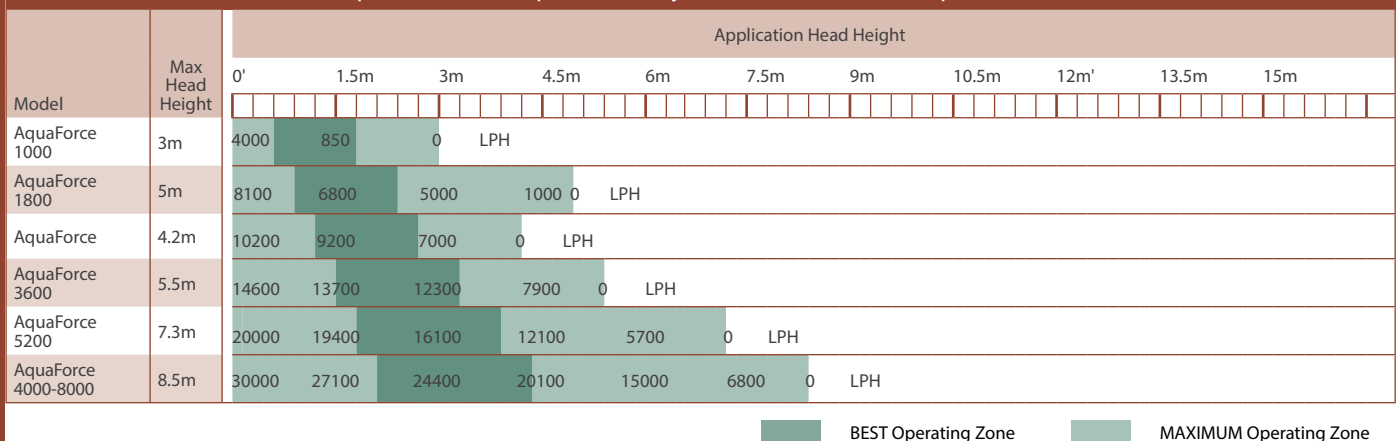 Application Head Height
Model
Max
Head
Height
0' 1.5m 3m 4.5m 6m 7.5m 9m 10.5m 12m' 13.5m 15m
AquaForce
1000
3m
4000 850 0 LPH
AquaForce
1800
5m
8100 6800 5000 1000 0 LPH
AquaForce
4.2m
10200 9200 7000 0 LPH
AquaForce
3600
5.5m
14600 13700 12300 7900 0 LPH
AquaForce
5200
7.3m
20000 19400 16100 12100 5700 0 LPH
AquaForce
4000-8000
8.5m
30000 27100 24400 20100 15000 6800 0 LPH
BEST Operating Zone
MAXIMUM Operating Zone